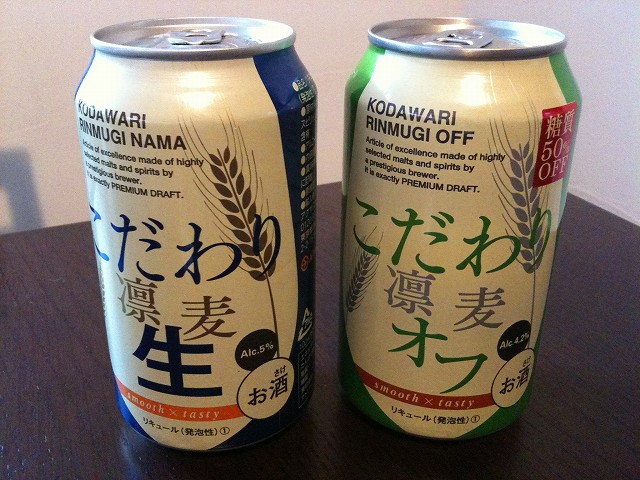 KODAWARI
RINMUGI NAMA
Article of excellence made of highly
selected malts and spirits by
a prestigious brewer.
It is exactly PREMIUM DRAFT.
こだわり
凛麦
生
Alc.5%
さけ
お酒
smooth × tasty
リキュール(発泡性)①
KODAWARI
RINMUGI OFF
Article of excellence made of highly
selected malts and spirits by
a prestigious brewer.
It is exactly PREMIUM DRAFT.
糖質
50%
OFF
こだわり
凛麦
オフ
Alc.4.2%
さけ
お酒
smooth × tasty
リキュール(発泡性)①